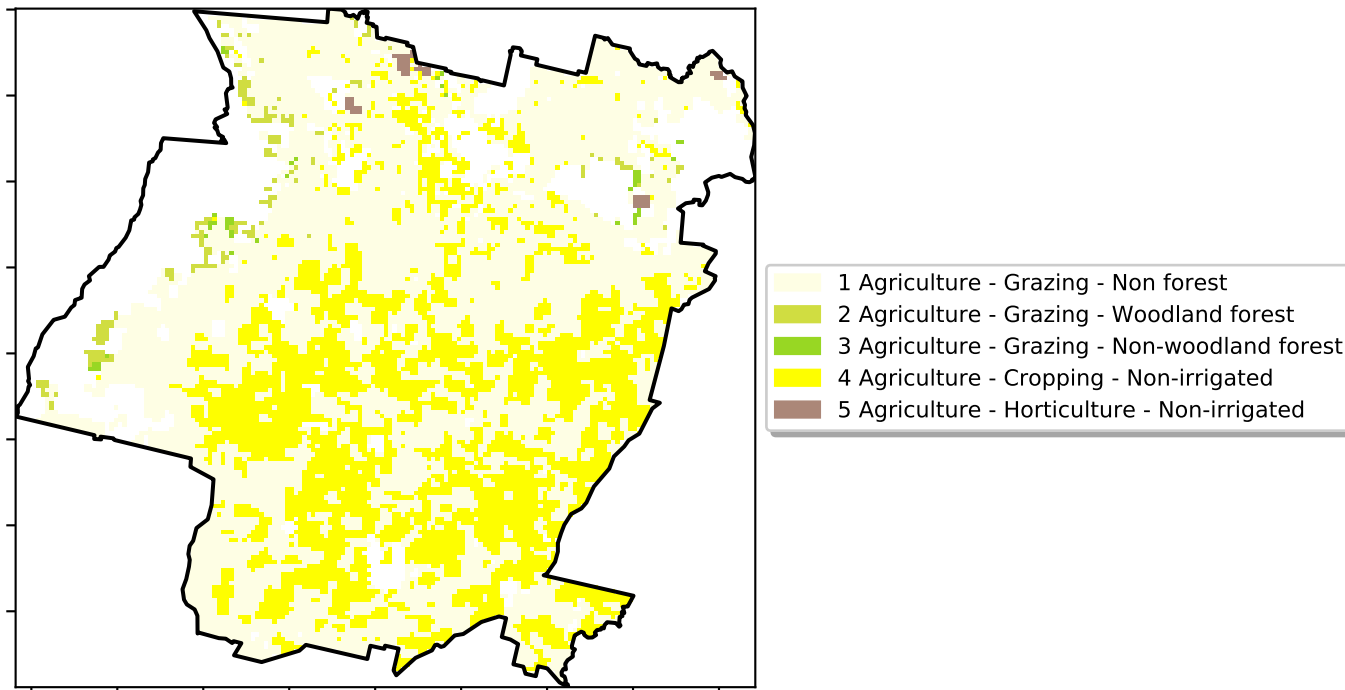 1 Agriculture - Grazing - Non forest
2 Agriculture - Grazing - Woodland forest
3 Agriculture - Grazing - Non-woodland forest
4 Agriculture - Cropping - Non-irrigated
5 Agriculture - Horticulture - Non-irrigated